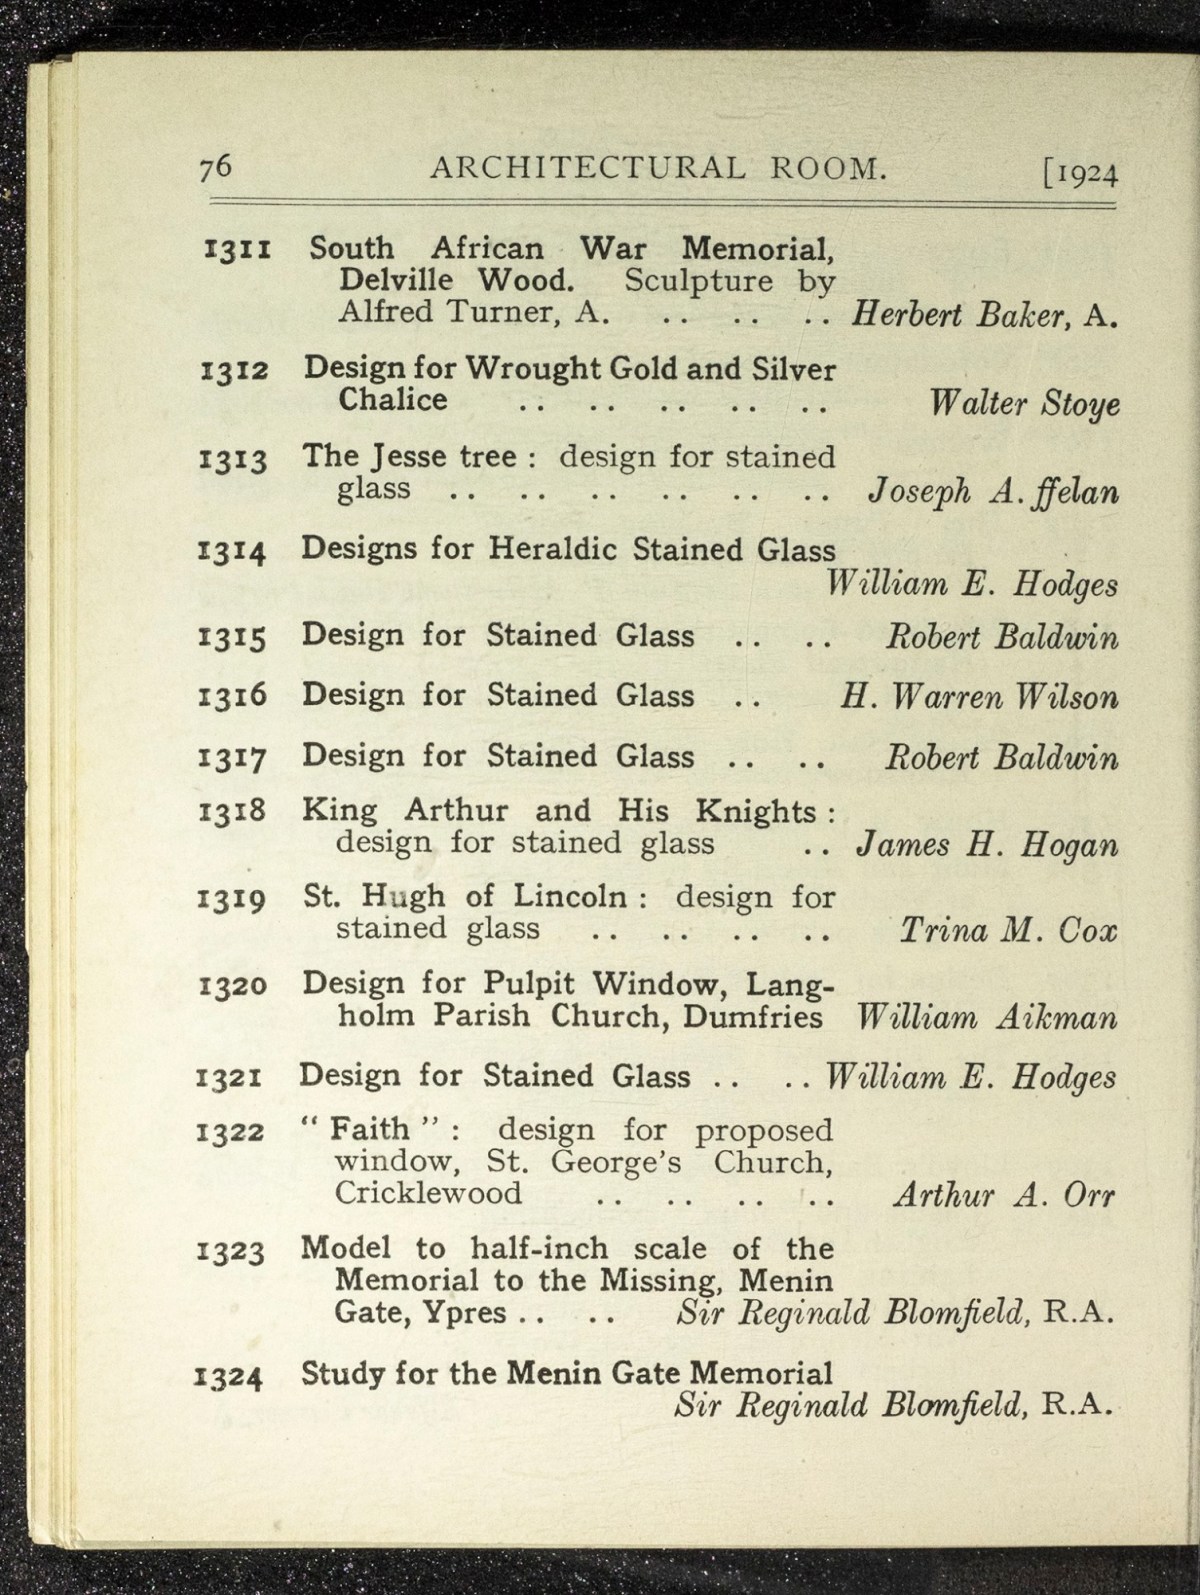 76 ARCHITECTURAL ROOM. [1924
1311 South African War Memorial,
Delville Wood. Sculpture by
Alfred Turner, A. .. .. .. Herbert Baker, A.
1312 Design for Wrought Gold and Silver
Chalice .. .. .. .. .. Walter Stoye
1313 The Jesse tree : design for stained
glass .. .. .. .. .. .. Joseph A. ffelan
1314 Designs for Heraldic Stained Glass
William E. Hodges
1315 Design for Stained Glass .. .. Robert Baldwin
1316 Design for Stained Glass .. H. Warren Wilson
1317 Design for Stained Glass .. .. Robert Baldwin
1318 King Arthur and His Knights :
design for stained glass .. James H. Hogan
1319 St. Hugh of Lincoln : design for
stained glass .. .. .. .. Trina M. Cox
1320 Design for Pulpit Window, Lang-
holm Parish Church, Dumfries William Aikman
1321 Design for Stained Glass .. .. William E. Hodges
1322 “ Faith ” : design for proposed
window, St. George's Church,
Cricklewood .. .. .. .. Arthur A. Orr
1323 Model to half-inch scale of the
Memorial to the Missing, Menin
Gate, Ypres .. .. Sir Reginald Blomfield, R.A.
1324 Study for the Menin Gate Memorial
Sir Reginald Blomfield, R.A.